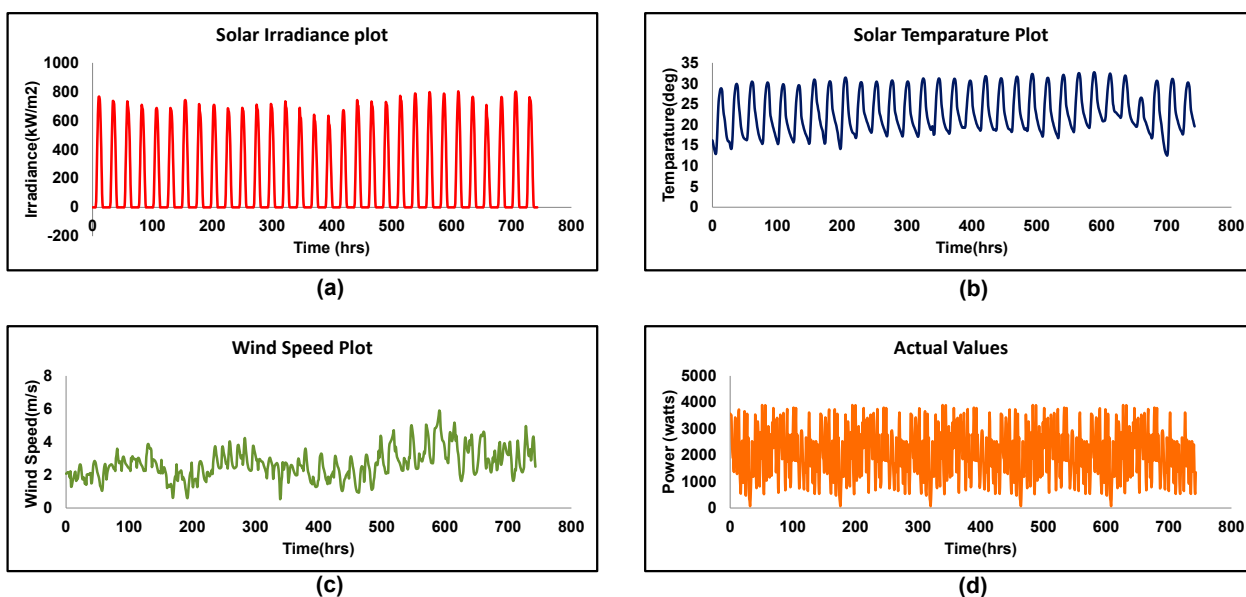 Solar Irradiance plot
1000
800
600
400
200
0
-200
Irradiance(kW/m2)
0 100 200 300 400 500 600 700 800
Time (hrs)
(a)
Solar Temparature Plot
35
30
25
20
15
10
5
0
Temparature(deg)
0 100 200 300 400 500 600 700 800
Time(hrs)
(b)
Wind Speed Plot
8
6
4
2
0
Wind Speed(m/s)
0 100 200 300 400 500 600 700 800
Time(hrs)
(c)
Actual Values
5000
4000
3000
2000
1000
0
Power (watts)
0 100 200 300 400 500 600 700 800
Time(hrs)
(d)